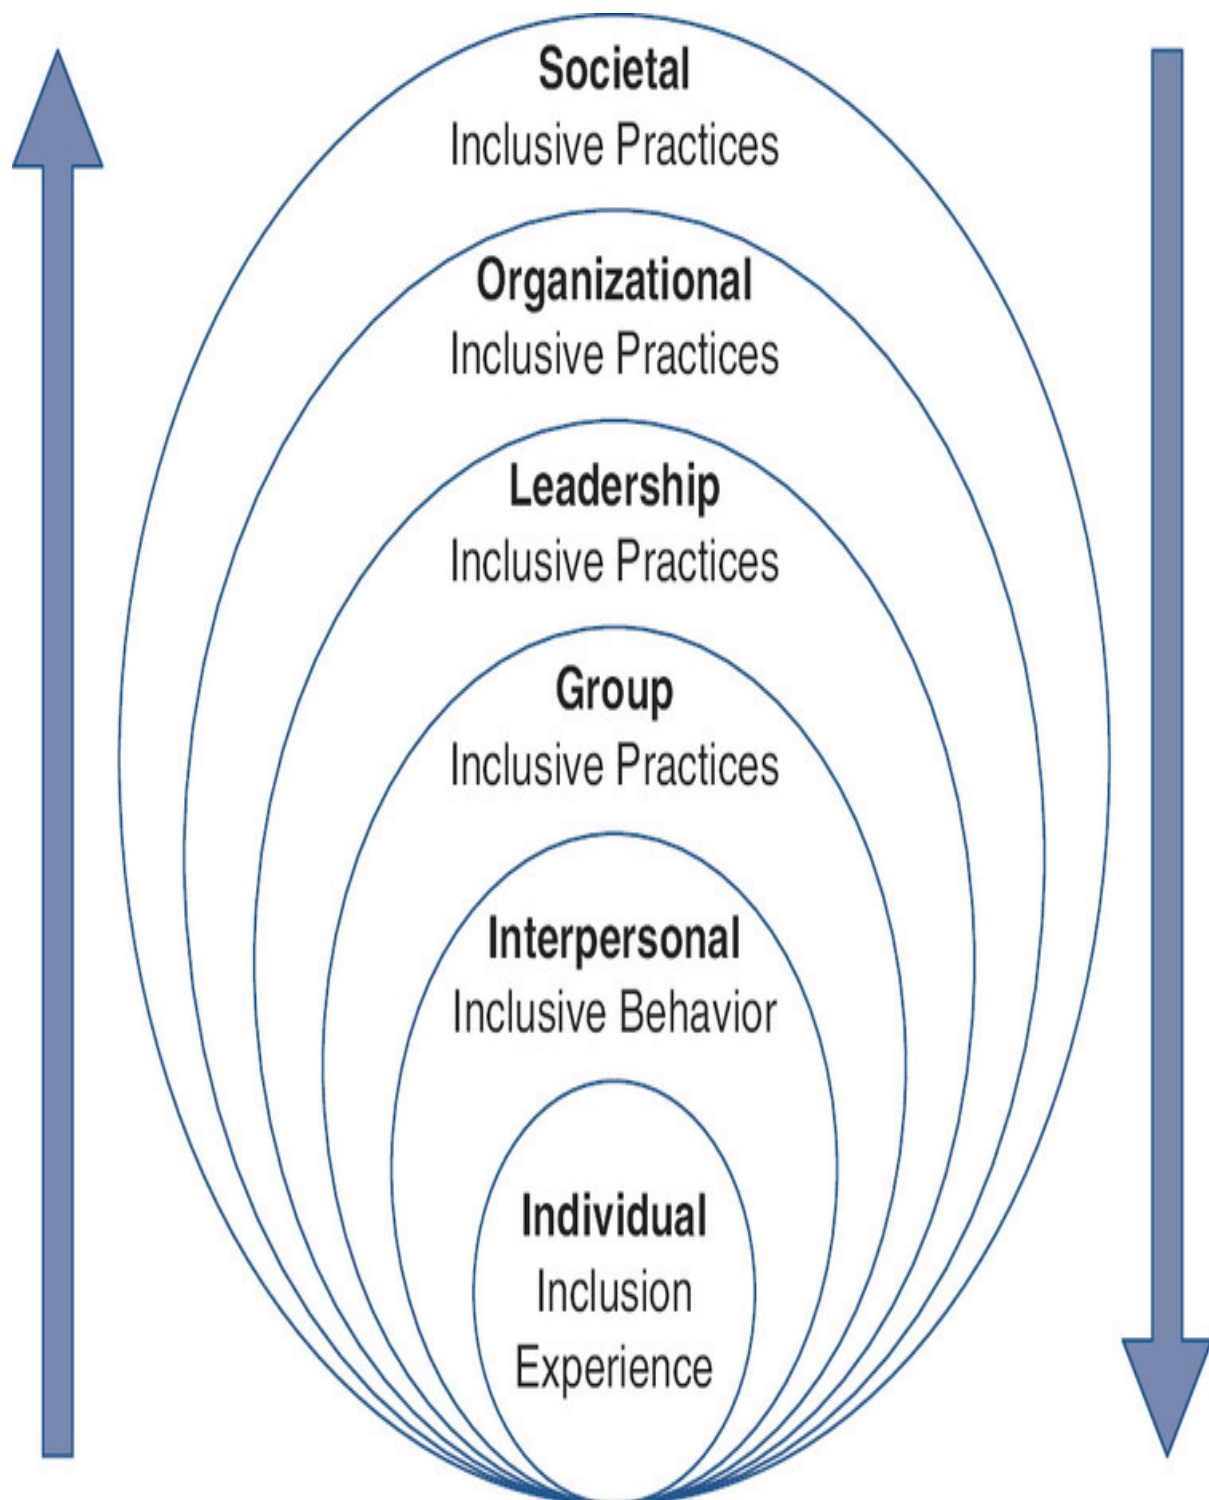 Societal
Inclusive Practices
Organizational
Inclusive Practices
Leadership
Inclusive Practices
Group
Inclusive Practices
Interpersonal
Inclusive Behavior
Individual
Inclusion
Experience